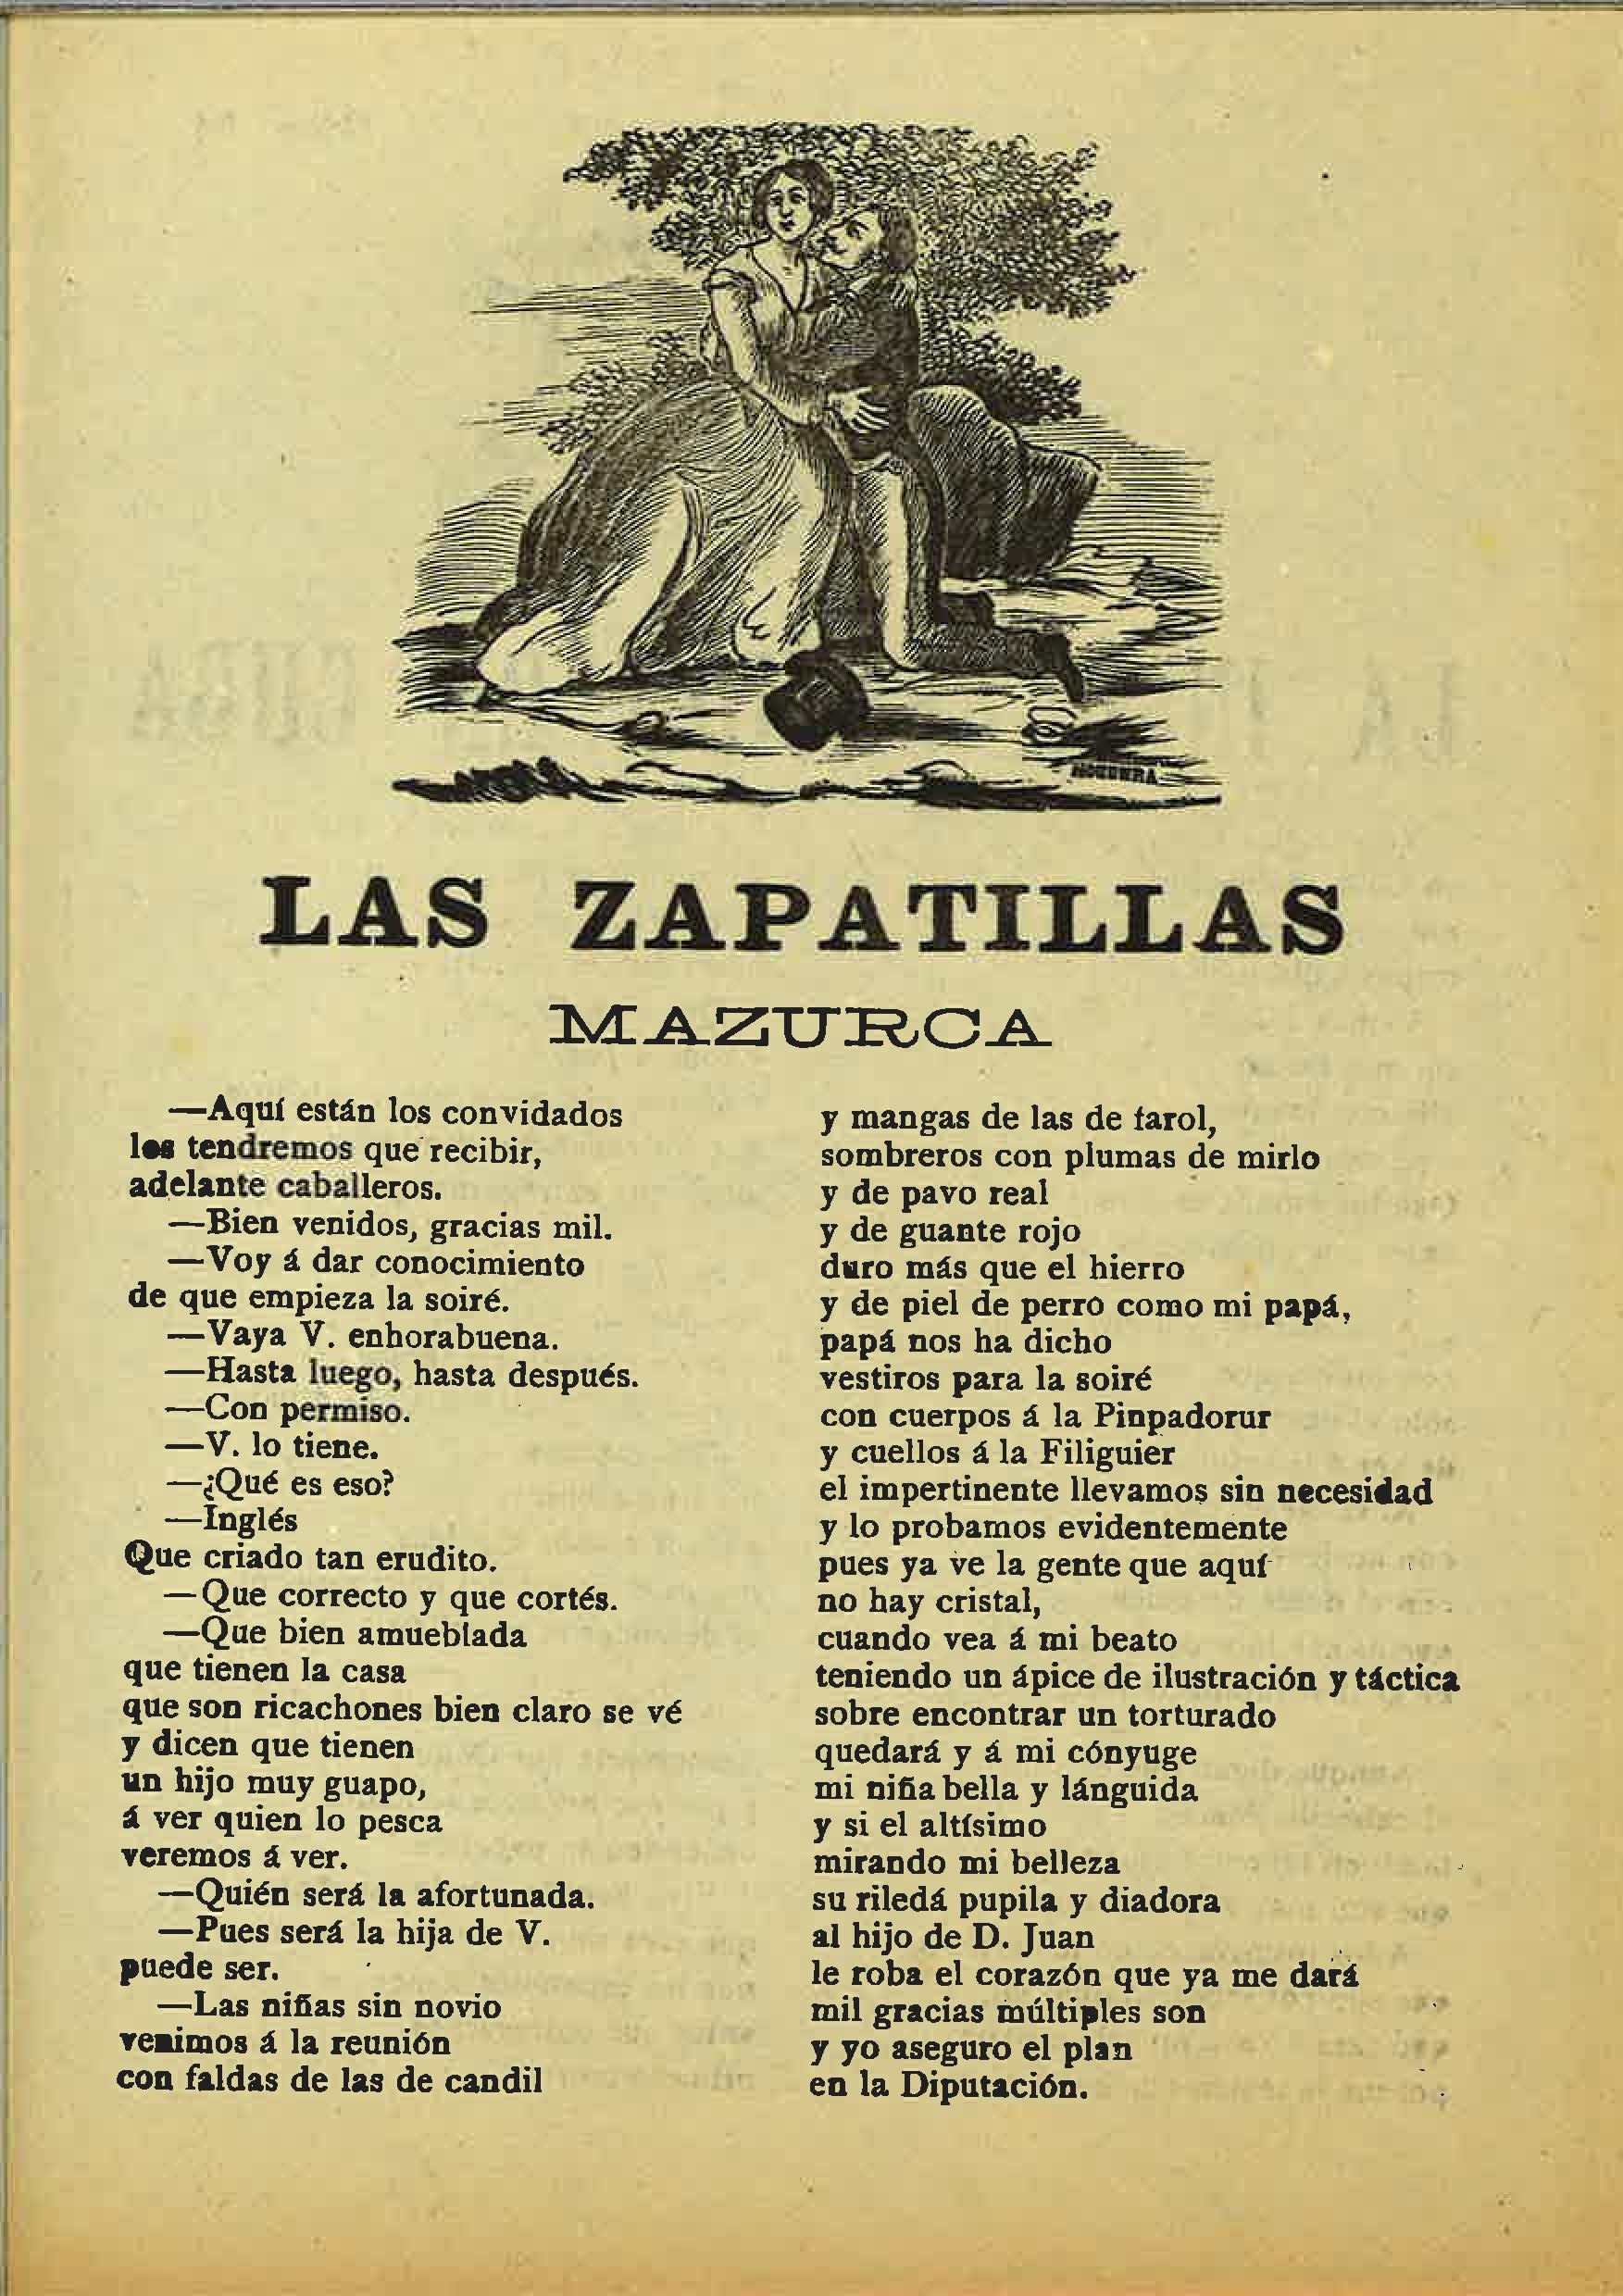 NOGUERA
LAS ZAPATILLAS
MAZURCA
—Aquí están los convidados
los tendremos que recibir,
adelante caballeros.
—Bien venidos, gracias mil.
—Voy á dar conocimiento
de que empieza la soiré.
—Vaya V. enhorabuena.
—Hasta luego, hasta después.
—Con permiso.
—V. lo tiene.
—¿Qué es eso?
—Inglés
Que criado tan erudito.
—Que correcto y que cortés.
—Que bien amueblada
que tienen la casa
que son ricachones bien claro se vé
y dicen que tienen
un hijo muy guapo,
á ver quien lo pesca
veremos á ver.
—Quién será la afortunada.
—Pues será la hija de V.
puede ser.
—Las niñas sin novio
venimos á la reunión
con faldas de las de candil
y mangas de las de farol,
sombreros con plumas de mirlo
y de pavo real
y de guante rojo
duro más que el hierro
y de piel de perro como mi papá,
papá nos ha dicho
vestiros para la soiré
con cuerpos á la Pinpadorur
y cuellos á la Filiguier
el impertinente llevamos sin necesidad
y lo probamos evidentemente
pues ya ve la gente que aquí
no hay cristal,
cuando vea á mi beato
teniendo un ápice de ilustración y táctica
sobre encontrar un torturado
quedará y á mi cónyuge
mi niña bella y lánguida
y si el altísimo
mirando mi belleza
su riledá pupila y diadora
al hijo de D. Juan
le roba el corazón que ya me dará
mil gracias múltiples son
y yo aseguro el plan
en la Diputación.